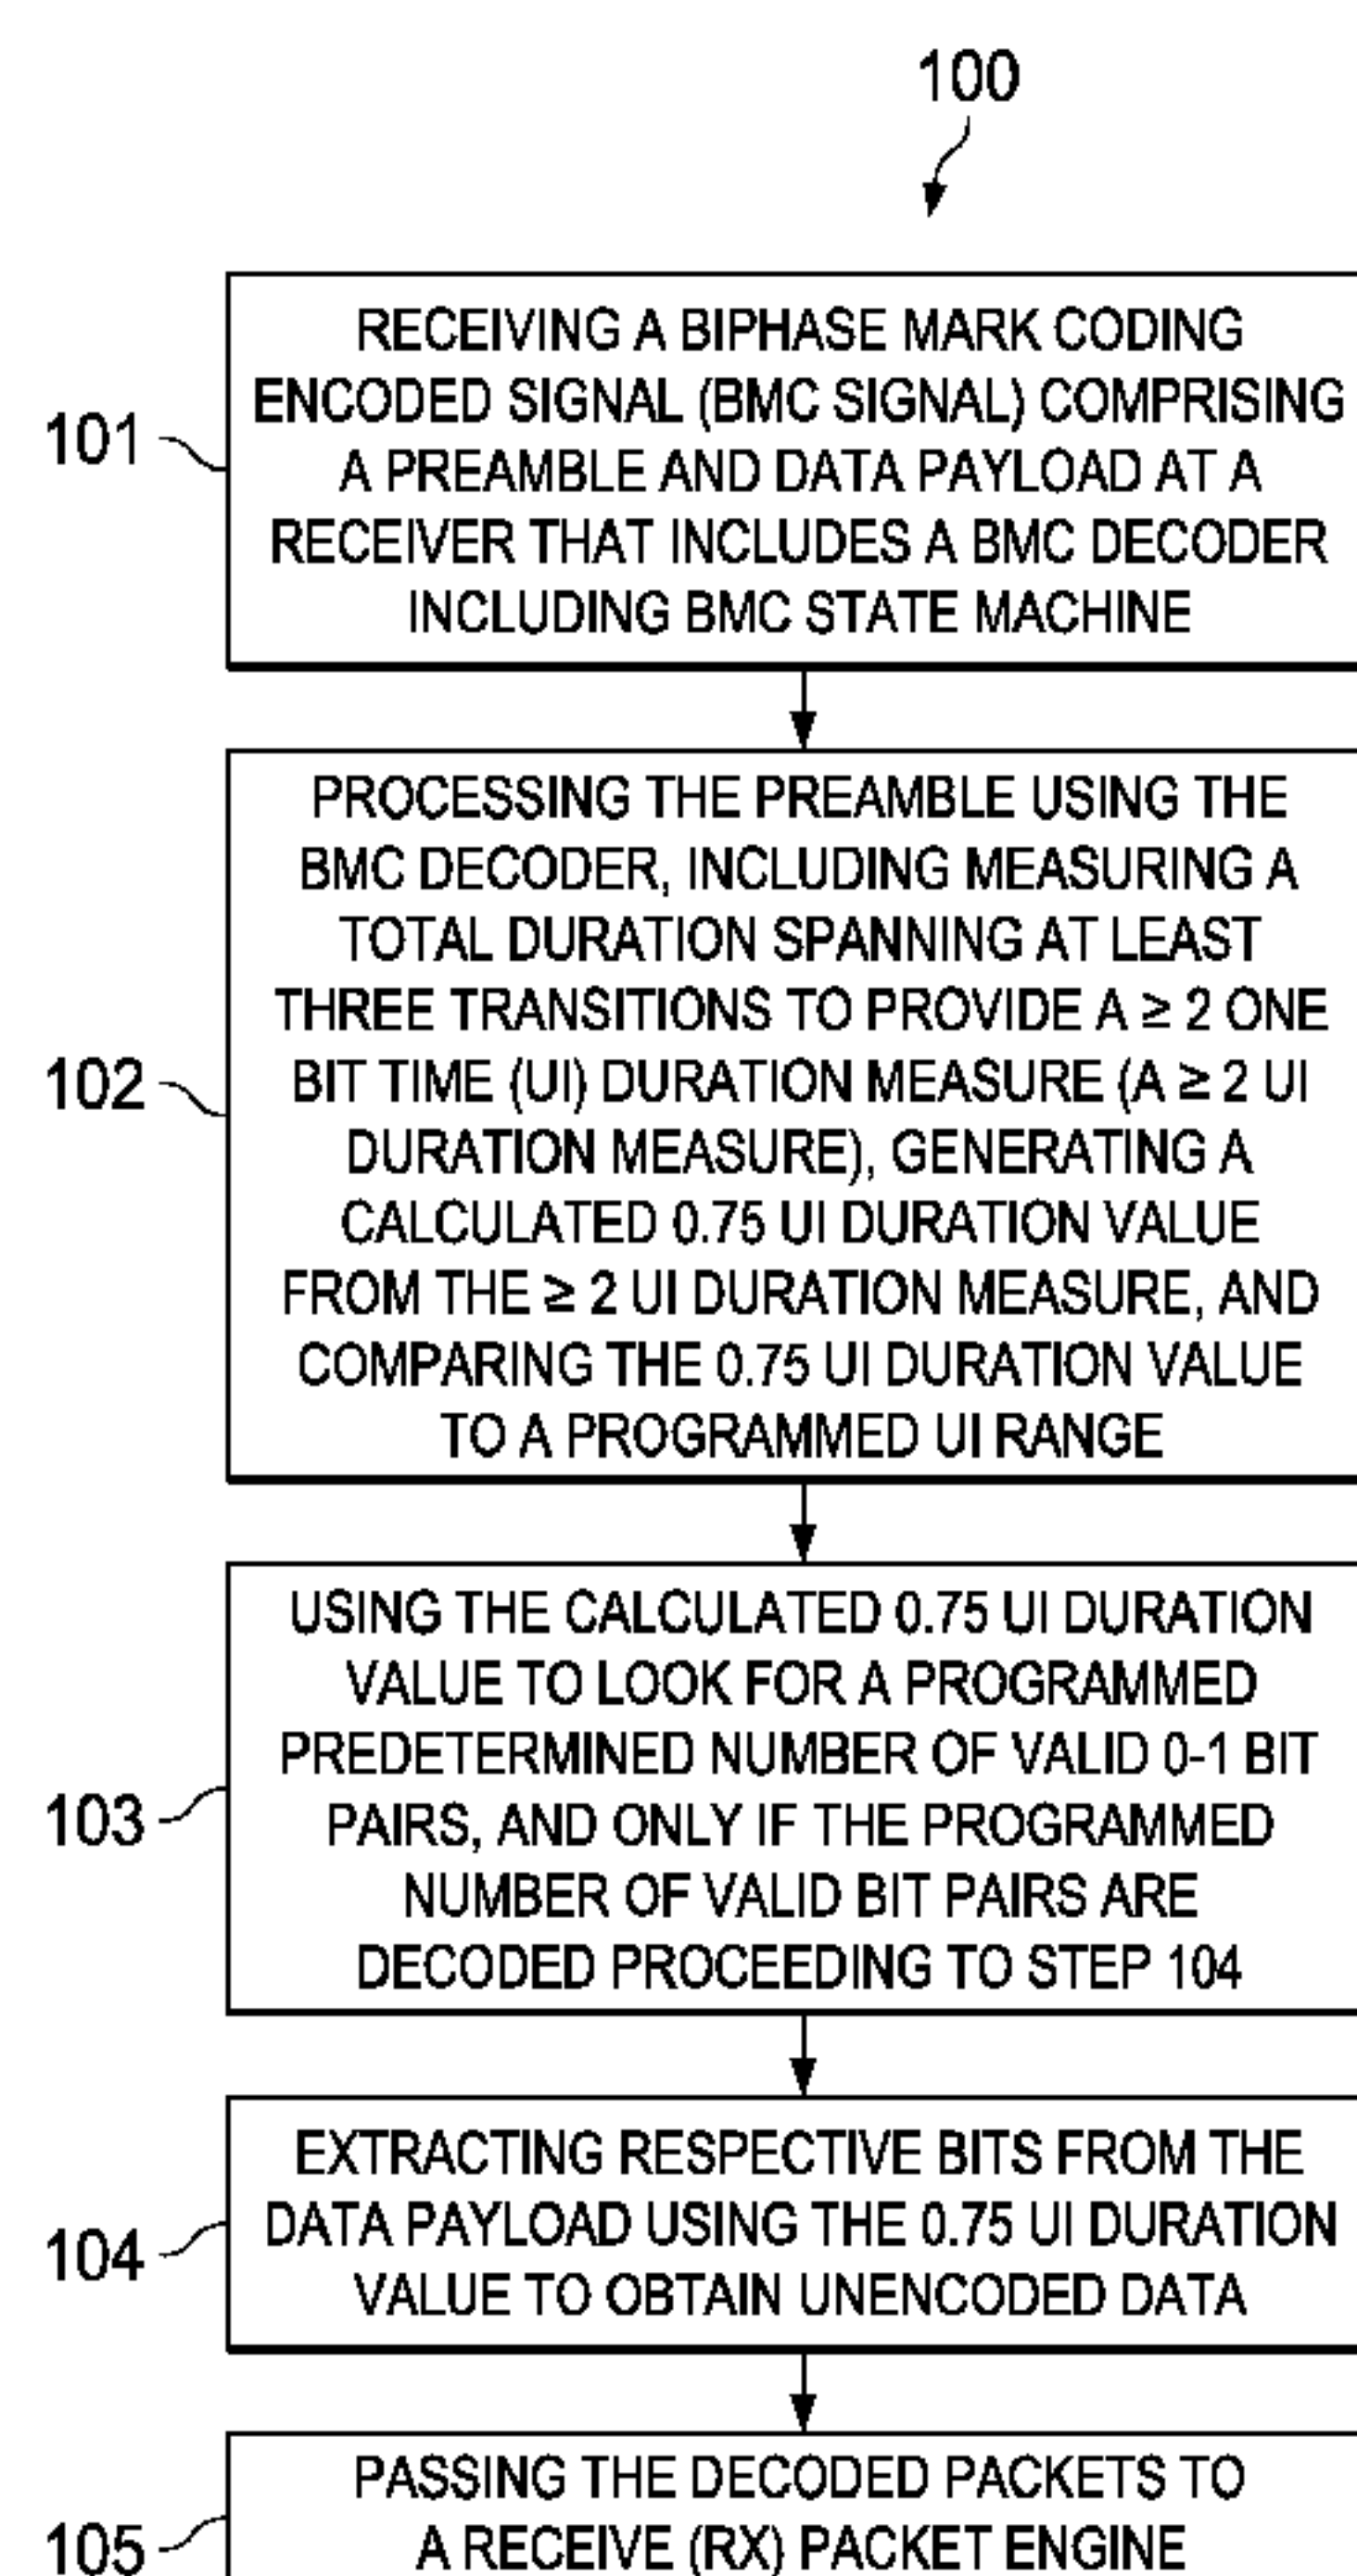 100
RECEIVING A BIPHASE MARK CODING
ENCODED SIGNAL (BMC SIGNAL) COMPRISING
A PREAMBLE AND DATA PAYLOAD AT A
RECEIVER THAT INCLUDES A BMC DECODER
INCLUDING BMC STATE MACHINE
101
PROCESSING THE PREAMBLE USING THE
BMC DECODER, INCLUDING MEASURING A
TOTAL DURATION SPANNING AT LEAST
THREE TRANSITIONS TO PROVIDE A ≥ 2 ONE
BIT TIME (UI) DURATION MEASURE (A ≥ 2 UI
DURATION MEASURE), GENERATING A
CALCULATED 0.75 UI DURATION VALUE
FROM THE ≥ 2 UI DURATION MEASURE, AND
COMPARING THE 0.75 UI DURATION VALUE
TO A PROGRAMMED UI RANGE
102
USING THE CALCULATED 0.75 UI DURATION
VALUE TO LOOK FOR A PROGRAMMED
PREDETERMINED NUMBER OF VALID 0-1 BIT
PAIRS, AND ONLY IF THE PROGRAMMED
NUMBER OF VALID BIT PAIRS ARE
DECODED PROCEEDING TO STEP 104
103
EXTRACTING RESPECTIVE BITS FROM THE
DATA PAYLOAD USING THE 0.75 UI DURATION
VALUE TO OBTAIN UNENCODED DATA
104
PASSING THE DECODED PACKETS TO
A RECEIVE (RX) PACKET ENGINE
105